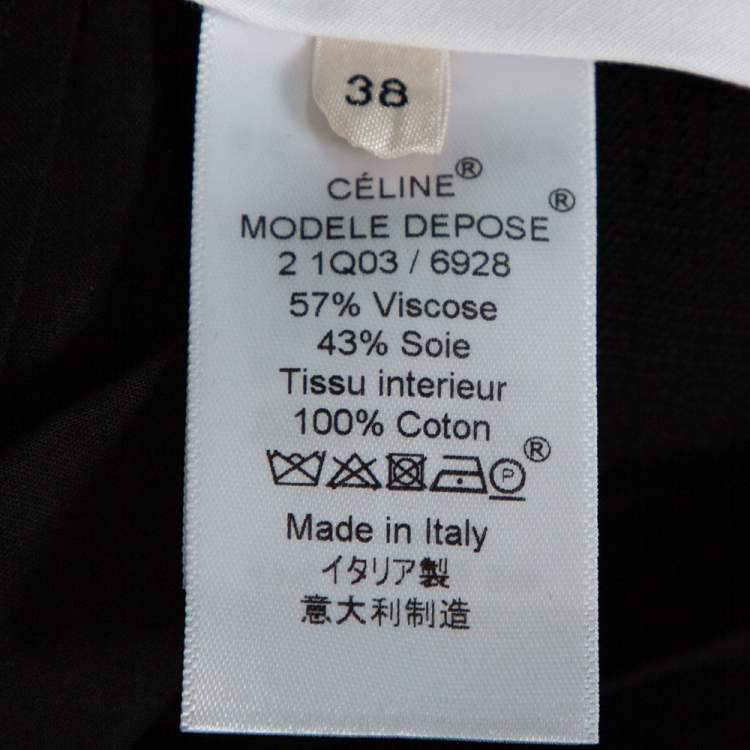 38
CÉLINE®
MODELE DEPOSE®
2 1Q03 / 6928
57% Viscose
43% Soie
Tissu interieur
100% Coton
P ®
Made in Italy
イタリア製
意大利制造